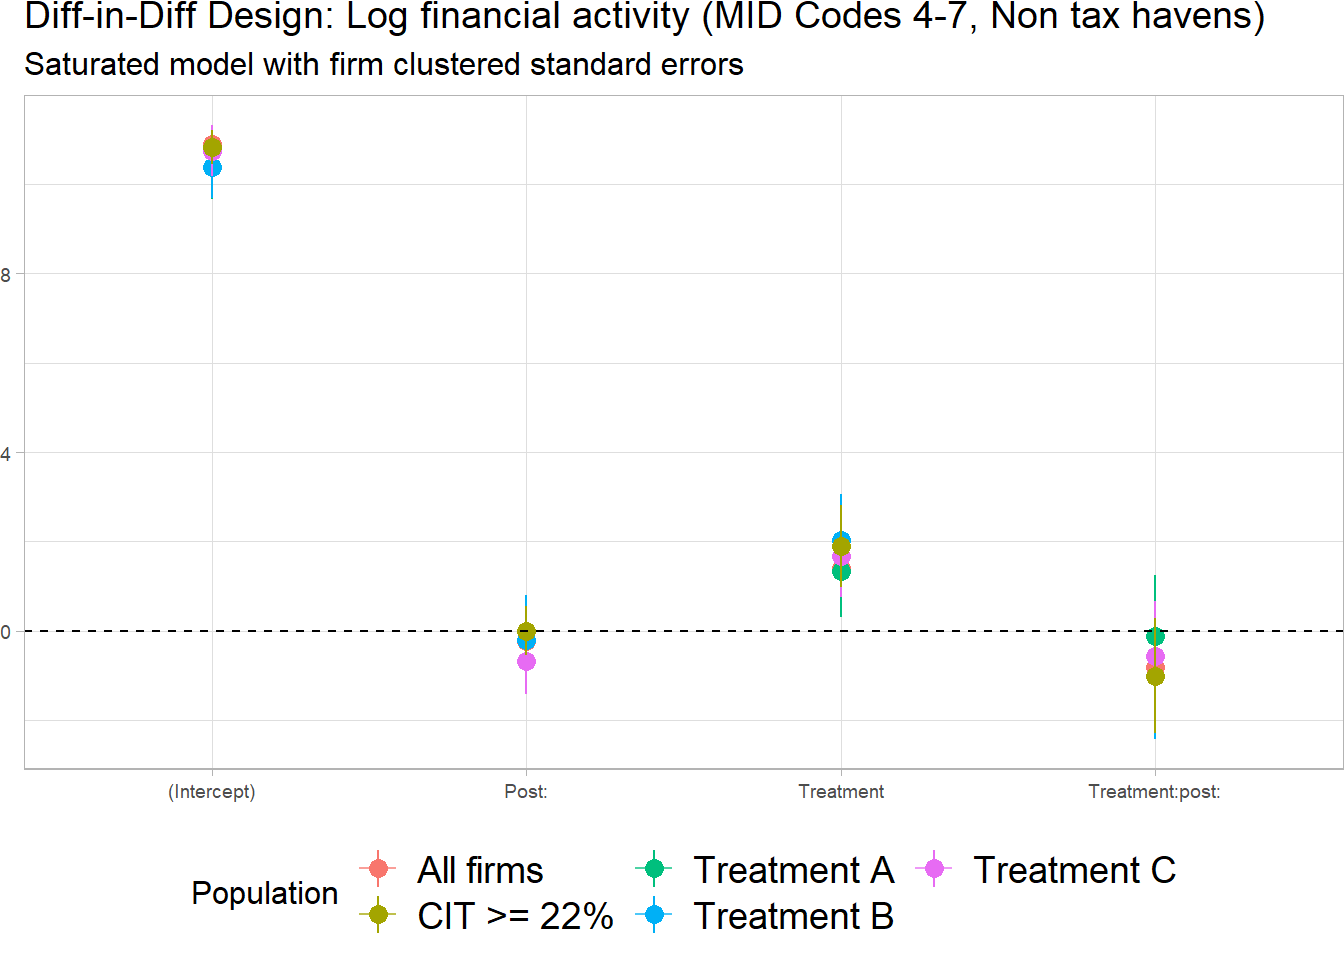 Diff-in-Diff Design: Log financial activity (MID Codes 4-7, Non tax havens)
Saturated model with firm clustered standard errors
8
4
0
(Intercept)
Post:
Treatment
Treatment:post:
Population
All firms
CIT >= 22%
Treatment A
Treatment B
Treatment C